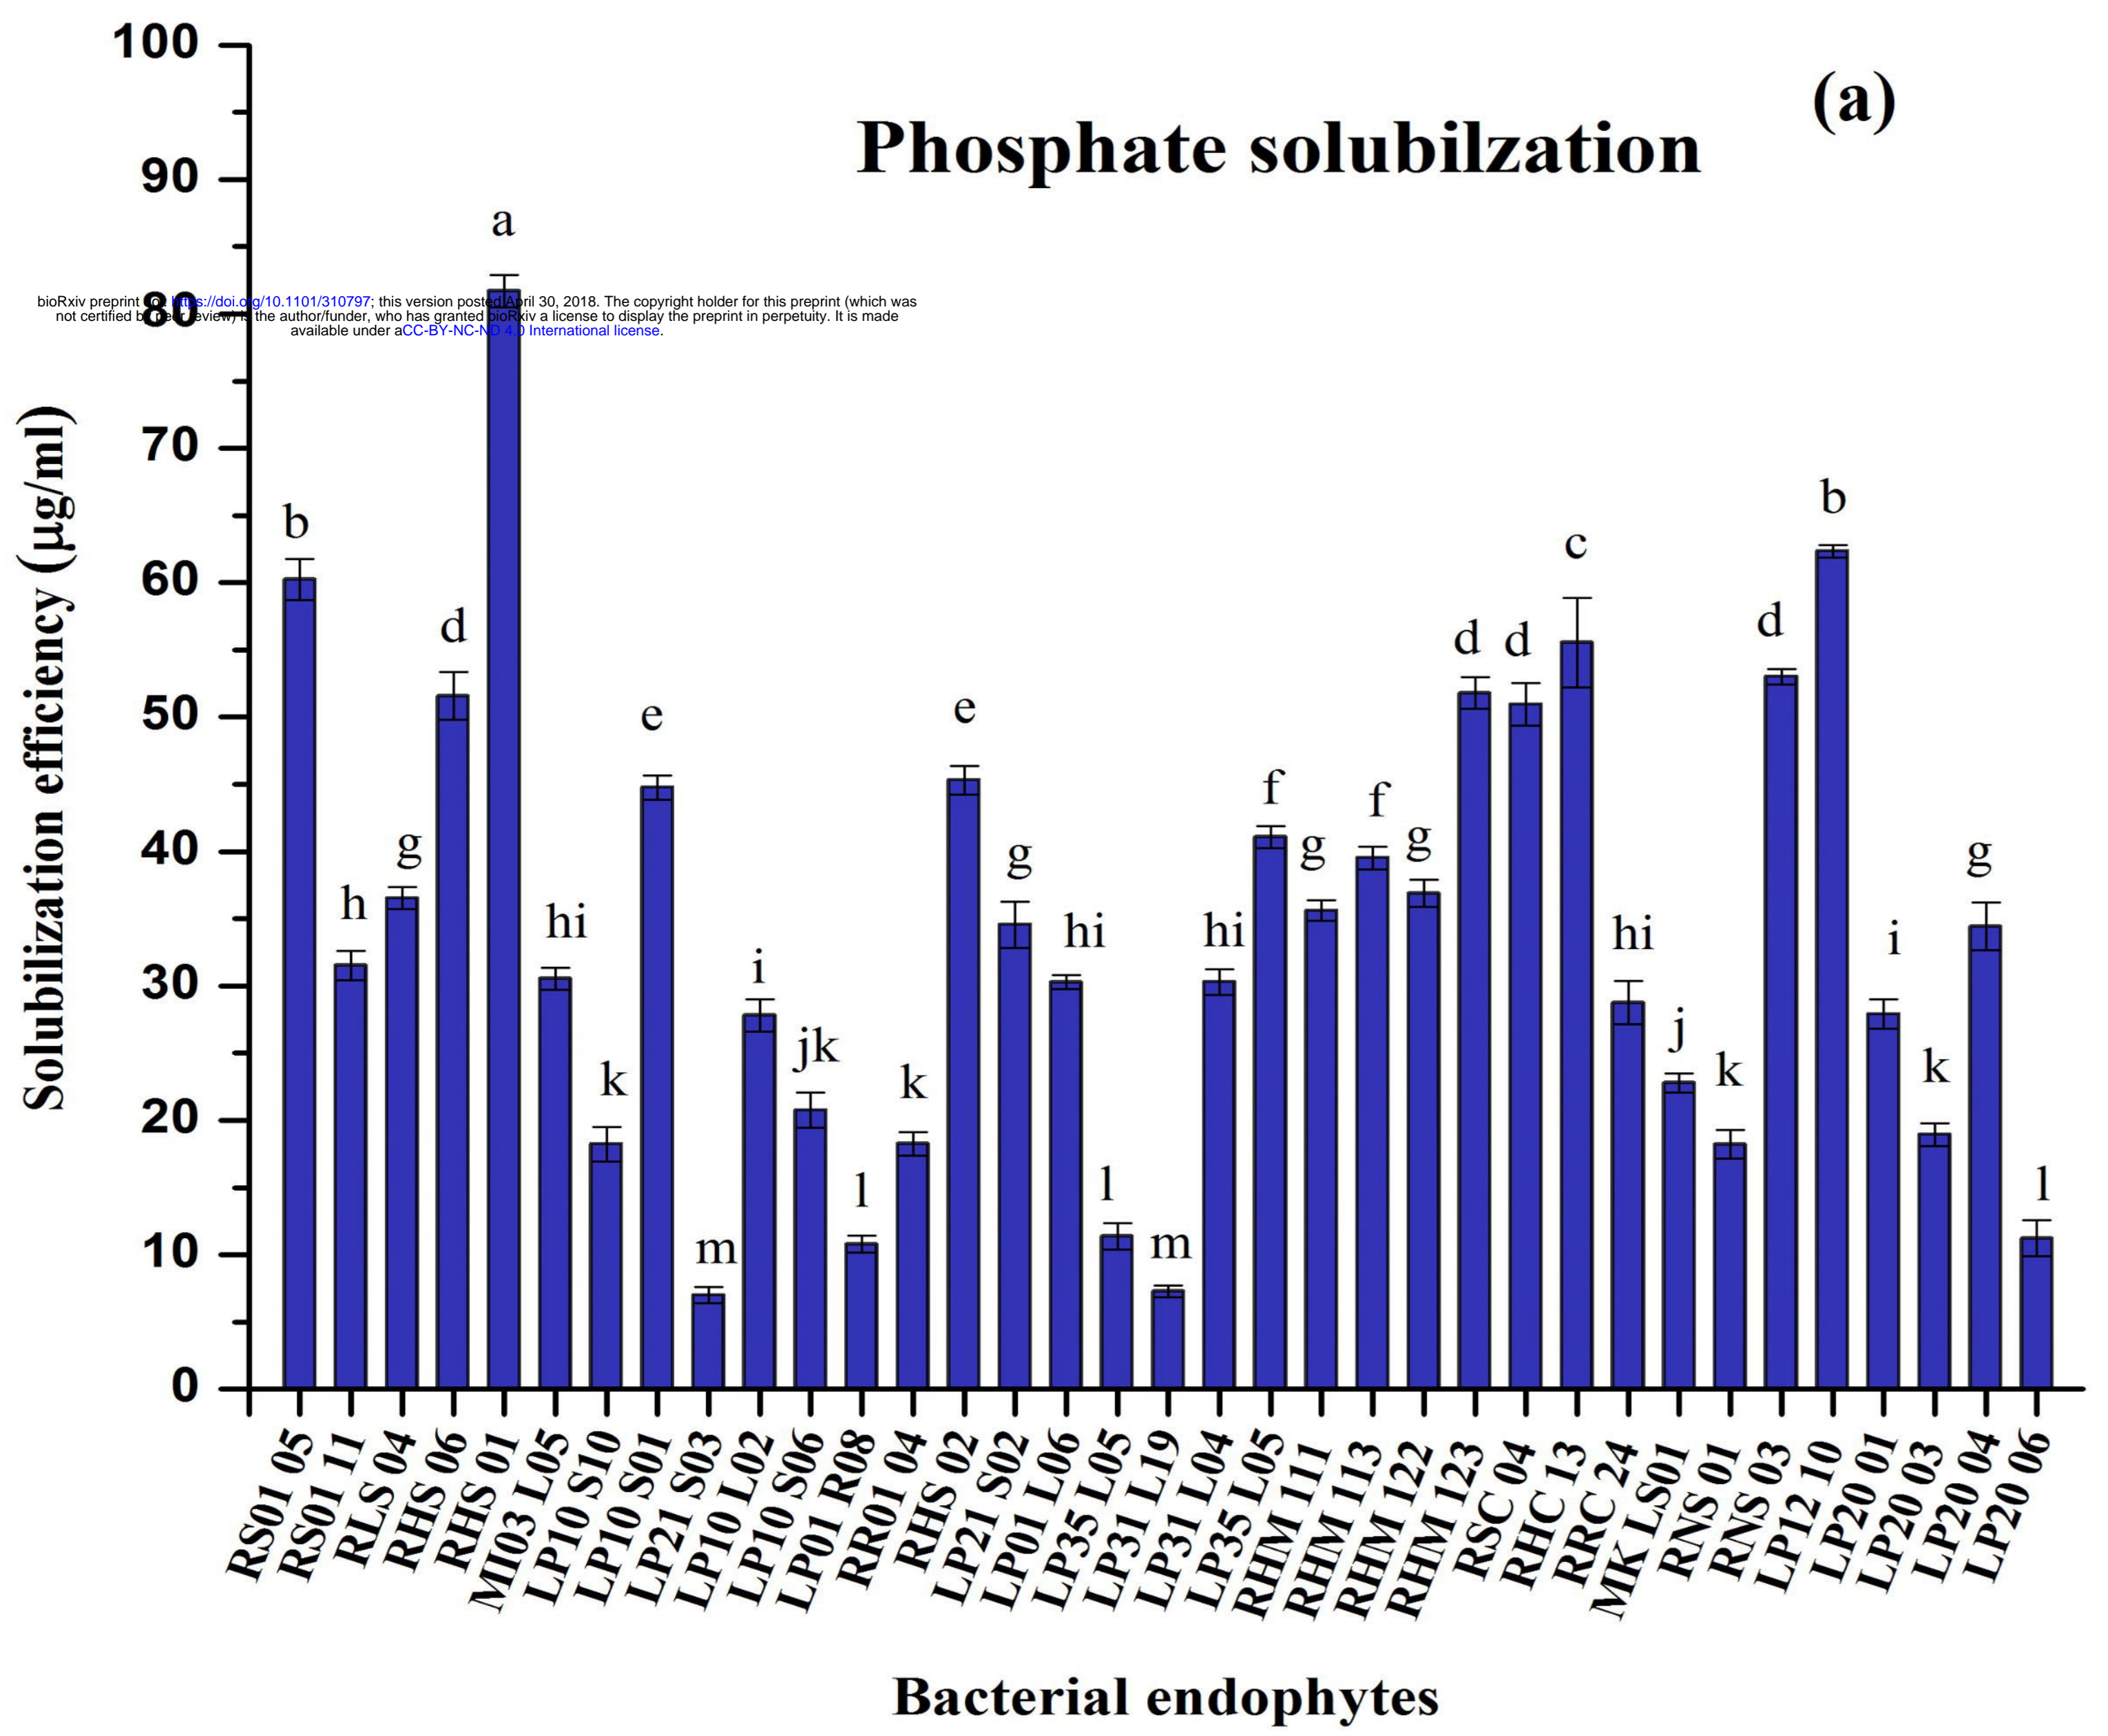 (a)
Phosphate solubilzation
100
90
80
70
60
50
40
30
20
10
0
Solubilization efficiency (µg/ml)
bioRxiv preprint doi: https://doi.org/10.1101/310797; this version posted April 30, 2018. The copyright holder for this preprint (which was
not certified by peer review) is the author/funder, who has granted bioRxiv a license to display the preprint in perpetuity. It is made
available under aCC-BY-NC-ND 4.0 International license.
b
h
g
d
a
hi
k
e
m
i
jk
l
k
e
g
hi
l
m
hi
f
g
f
g
d
d
c
hi
j
k
d
b
i
k
g
l
RS01 05
RS01 11
RLS 04
RHS 06
RHS 01
MI03 L05
LP10 S10
LP10 S01
LP21 S03
LP10 L02
LP10 S06
LP01 R08
RR01 04
RHS 02
LP21 S02
LP01 L06
LP35 L05
LP31 L19
LP31 L04
LP35 L05
RHM 111
RHM 113
RHM 122
RHM 123
RSC 04
RHC 13
RRC 24
MK LS01
RNS 01
RNS 03
LP12 10
LP20 01
LP20 03
LP20 04
LP20 06
Bacterial endophytes